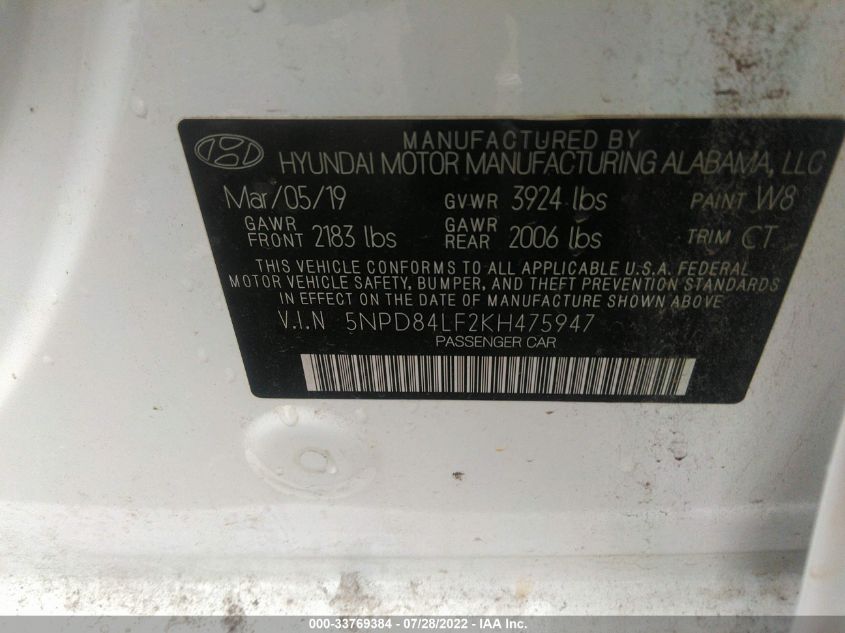 MANUFACTURED BY
HYUNDAI MOTOR MANUFACTURING ALABAMA, LLC
Mar/05/19 GVWR 3924 lbs PAINT W8
GAWR FRONT 2183 lbs GAWR REAR 2006 lbs TRIM CT
THIS VEHICLE CONFORMS TO ALL APPLICABLE U.S.A. FEDERAL
MOTOR VEHICLE SAFETY, BUMPER, AND THEFT PREVENTION STANDARDS
IN EFFECT ON THE DATE OF MANUFACTURE SHOWN ABOVE
V.I.N 5NPD84LF2KH475947
PASSENGER CAR
000-33769384 - 07/28/2022 - IAA Inc.